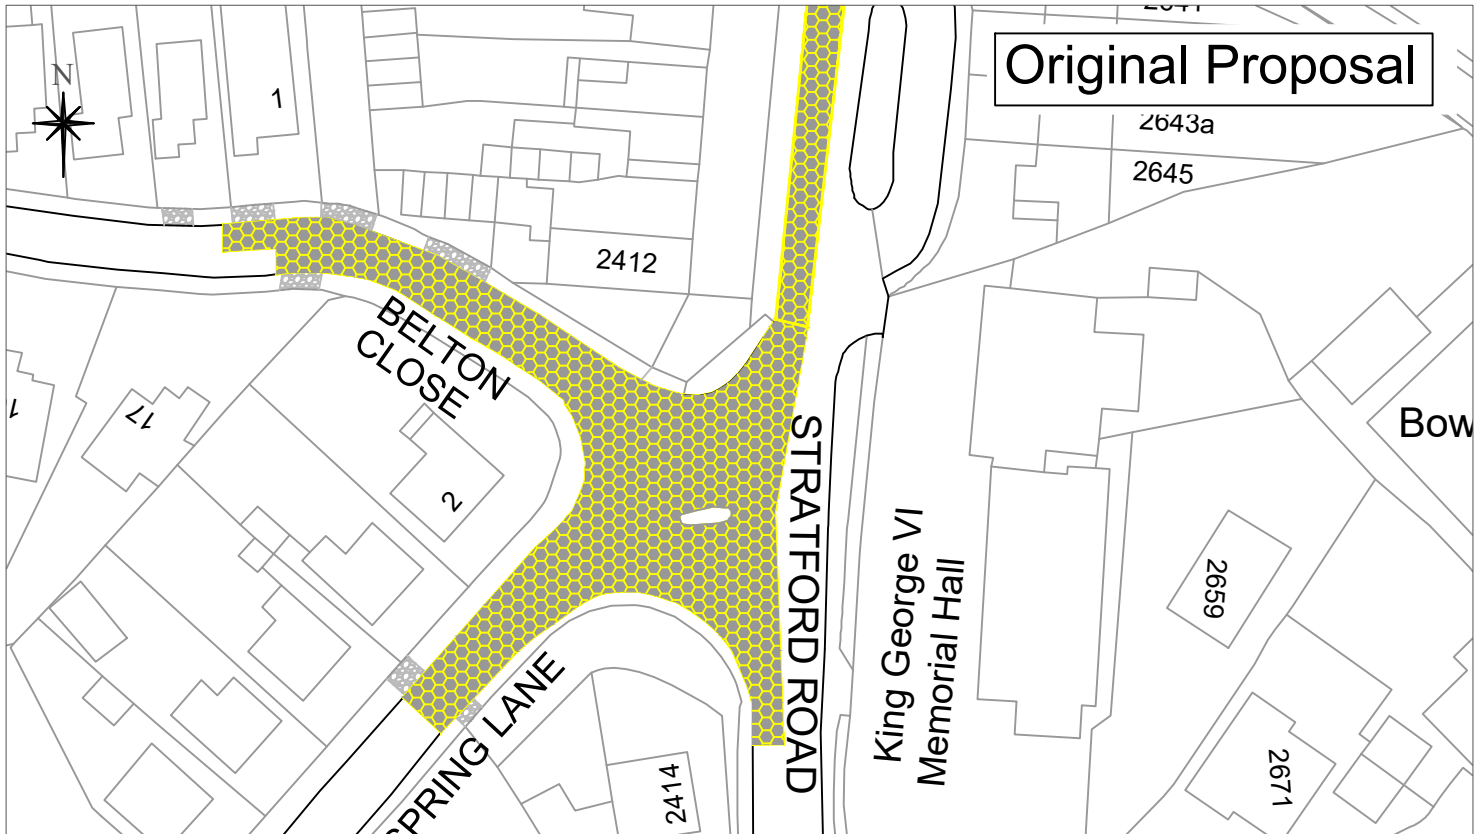 Original Proposal
N
1
2643a
2645
2412
BELTON
CLOSE
17
2
STRATFORD ROAD
King George VI
Memorial Hall
Bow
2659
SPRING LANE
2414
2671